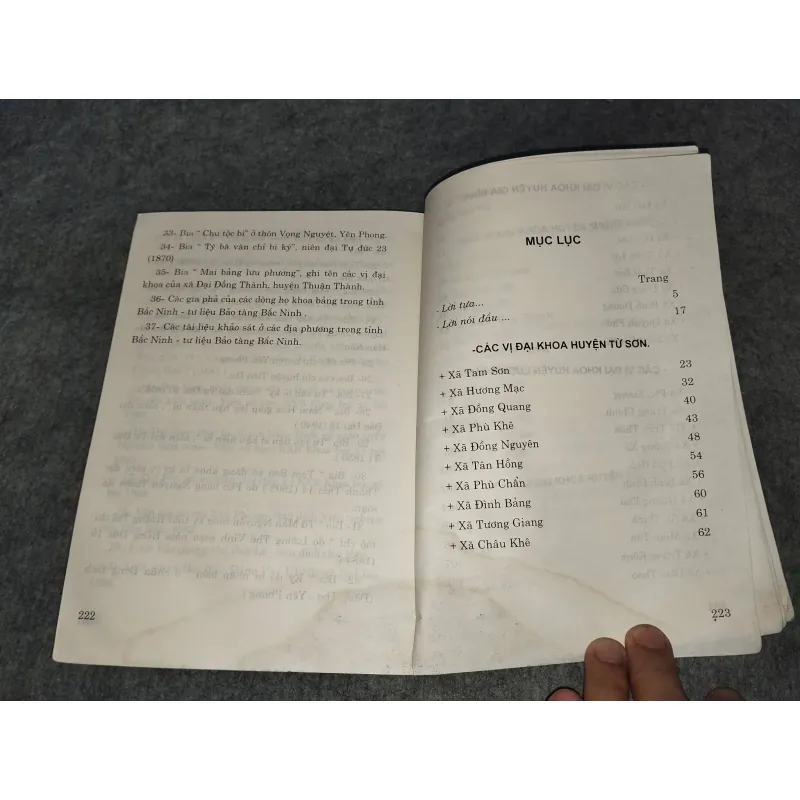 33- Bia " Chu tộc bi" ở thôn Vọng Nguyệt, Yên Phong.
34- Bia " Tỳ bà văn chỉ bi ký", niên đại Tự đức 23
(1870)
35- Bia " Mai bảng lưu phương", ghi tên các vị đại
khoa của xã Đại Đồng Thành, huyện Thuận Thành.
36- Các gia phả của các dòng họ khoa bảng trong tỉnh
Bắc Ninh - tư liệu Bảo tàng Bắc Ninh .
37- Các tài liệu khảo sát ở các địa phương trong tỉnh
Bắc Ninh - tư liệu Bảo tàng Bắc Ninh.
222
MỤC LỤC
Trang
- Lời tựa... 5
- Lời nói đầu ... 17
-CÁC VỊ ĐẠI KHOA HUYỆN TỪ SƠN.
+ Xã Tam Sơn 23
+ Xã Hương Mạc 32
+ Xã Đồng Quang 40
+ Xã Phù Khê 43
+ Xã Đồng Nguyên 48
+ Xã Tân Hồng 54
+ Xã Phù Chẩn 56
+ Xã Đình Bảng 60
+ Xã Tương Giang 61
+ Xã Châu Khê 62
223